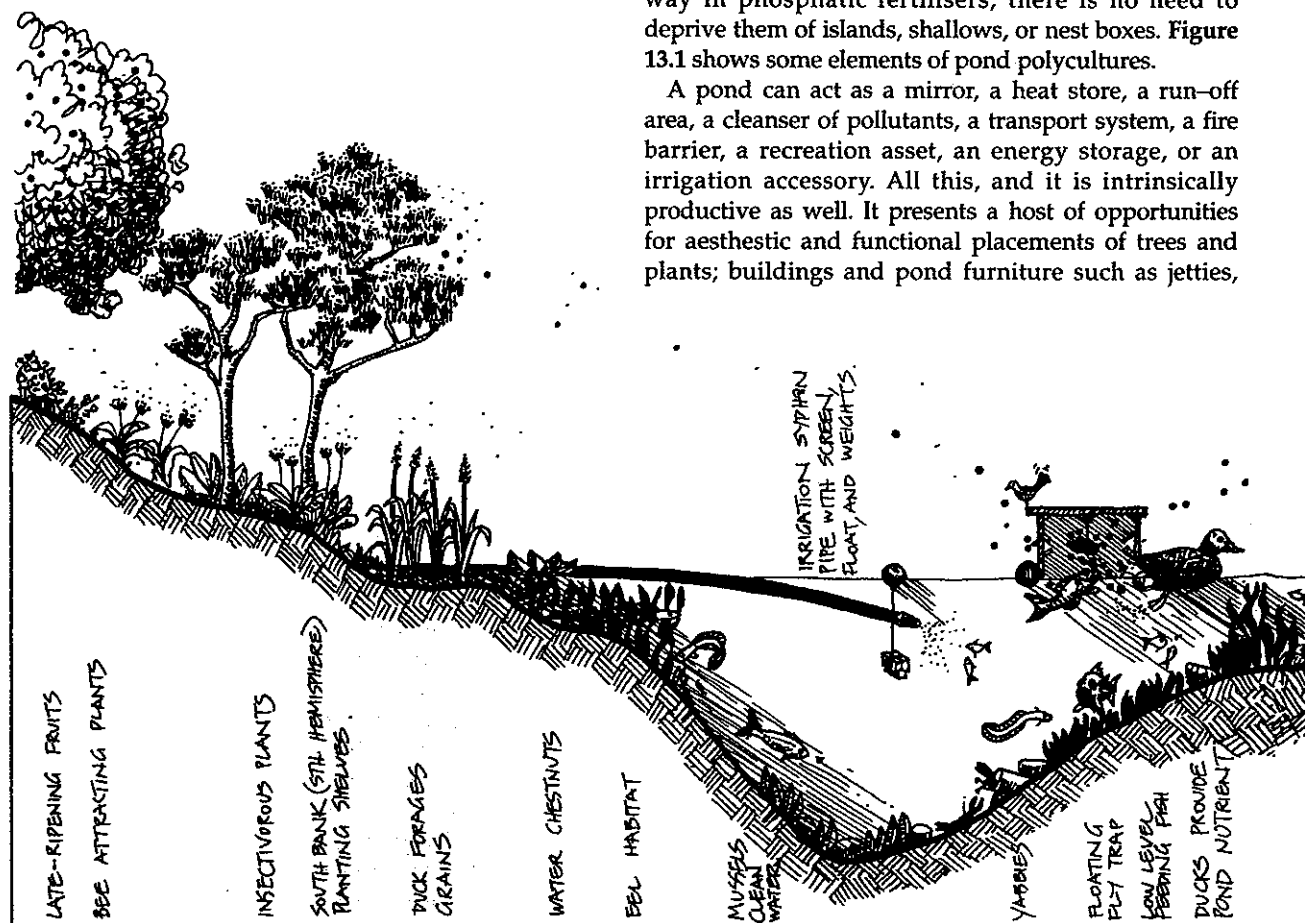 way in phosphatic fertilisers, there is no need to
deprive them of islands, shallows, or nest boxes. Figure
13.1 shows some elements of pond polycultures.
A pond can act as a mirror, a heat store, a run–off
area, a cleanser of pollutants, a transport system, a fire
barrier, a recreation asset, an energy storage, or an
irrigation accessory. All this, and it is intrinsically
productive as well. It presents a host of opportunities
for aesthestic and functional placements of trees and
plants; buildings and pond furniture such as jetties,
IRRIGATION SYPHAN
PIPE WITH SCREEN,
FLOAT, AND WEIGHTS.
LATE-RIPENING FRUITS
BEE ATTRACTING PLANTS
INSECTIVOROUS PLANTS
SOUTH BANK (STH. HEMISPHERE)
PLANTING SHELVES.
DUCK FORAGES
GRAINS
WATER CHESTNUTS
EEL HABITAT
MUSSELS
CLEAN
WATER
YABBIES
FLOATING
FLY TRAP
LOW LEVEL
FEEDING FISH
DUCKS PROVIDE
POND NUTRIENT